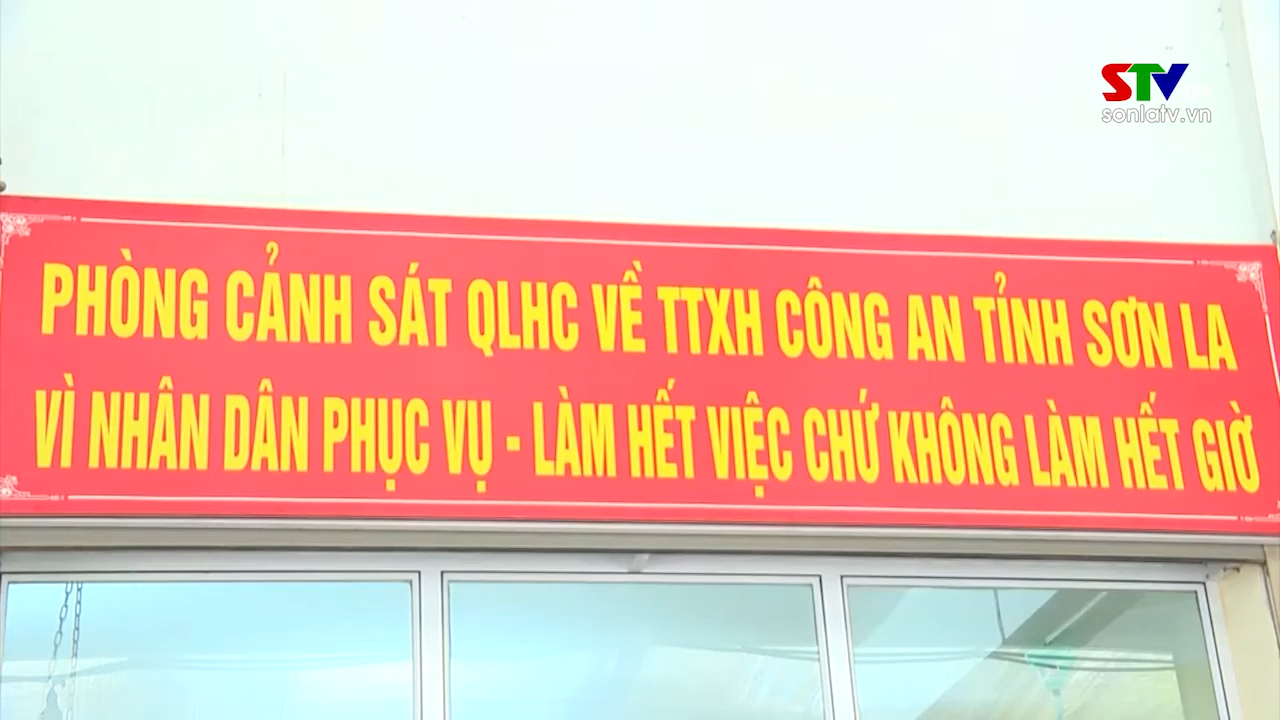 STV
sonlatv.vn
PHÒNG CẢNH SÁT QLHC VỀ TTXH CÔNG AN TỈNH SƠN LA
VÌ NHÂN DÂN PHỤC VỤ - LÀM HẾT VIỆC CHỨ KHÔNG LÀM HẾT GIỜ